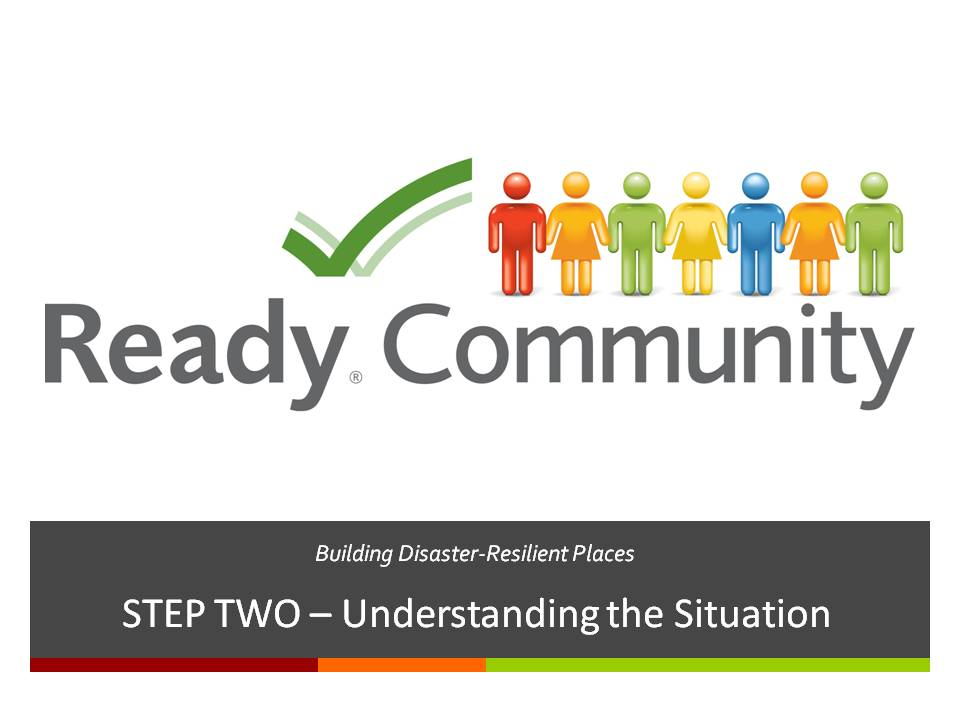 Ready® Community
Building Disaster-Resilient Places
STEP TWO – Understanding the Situation